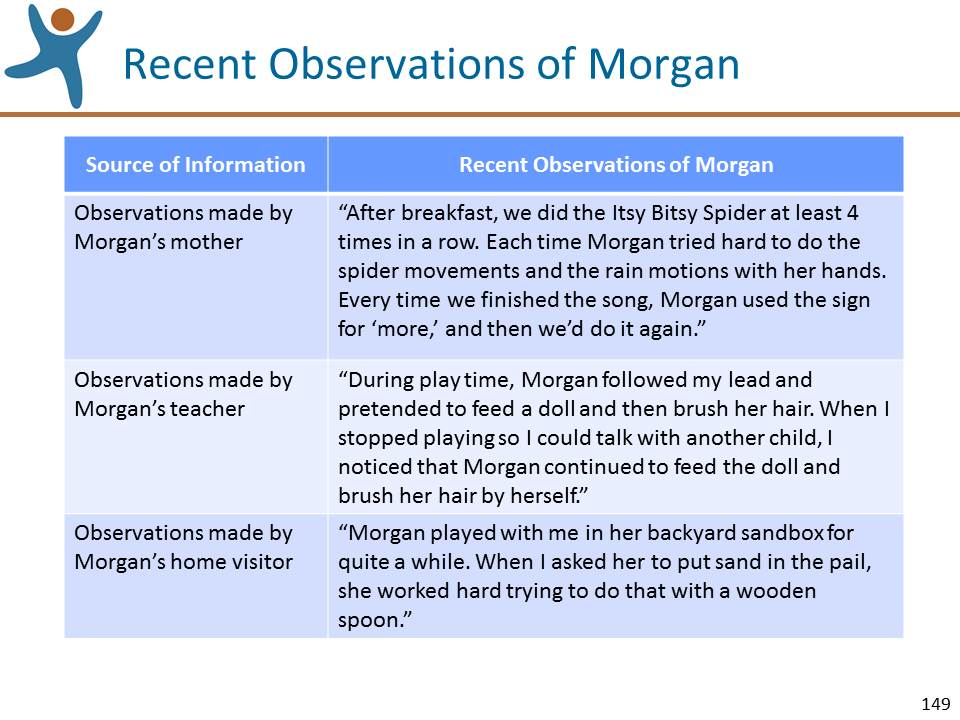 Recent Observations of Morgan
Source of Information
Recent Observations of Morgan
Observations made by
Morgan’s mother
“After breakfast, we did the Itsy Bitsy Spider at least 4
times in a row. Each time Morgan tried hard to do the
spider movements and the rain motions with her hands.
Every time we finished the song, Morgan used the sign
for ‘more,’ and then we’d do it again.”
Observations made by
Morgan’s teacher
“During play time, Morgan followed my lead and
pretended to feed a doll and then brush her hair. When I
stopped playing so I could talk with another child, I
noticed that Morgan continued to feed the doll and
brush her hair by herself.”
Observations made by
Morgan’s home visitor
“Morgan played with me in her backyard sandbox for
quite a while. When I asked her to put sand in the pail,
she worked hard trying to do that with a wooden
spoon.”
149